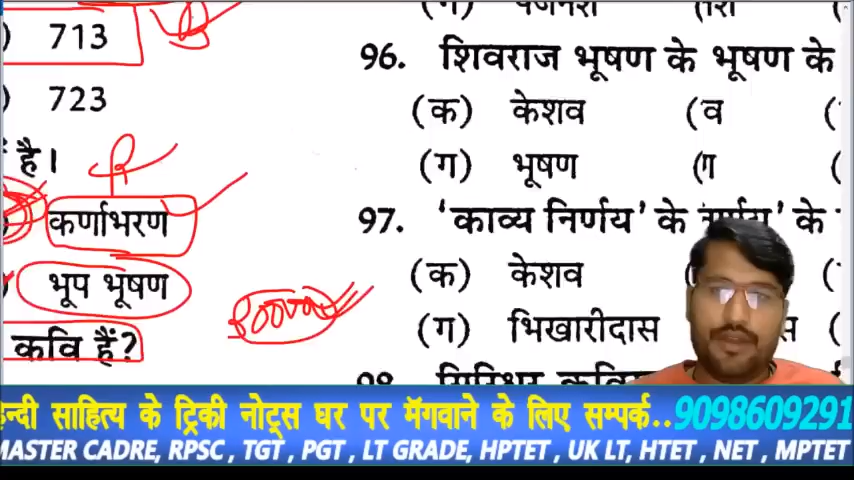 713
723
है।
कर्णाभरण
भूप भूषण
कवि हैं?
96. शिवराज भूषण के भूषण के
(क) केशव
(ग) भूषण
97. 'काव्य निर्णय' के
के
(क) केशव
(ग) भिखारीदास
98.
हिन्दी साहित्य के ट्रिकी नोट्स घर पर मॅगवाने के लिए सम्पर्क..9098609291
MASTER CADRE, RPSC , TGT , PGT , LT GRADE, HPTET , UK LT, HTET , NET , MPTET